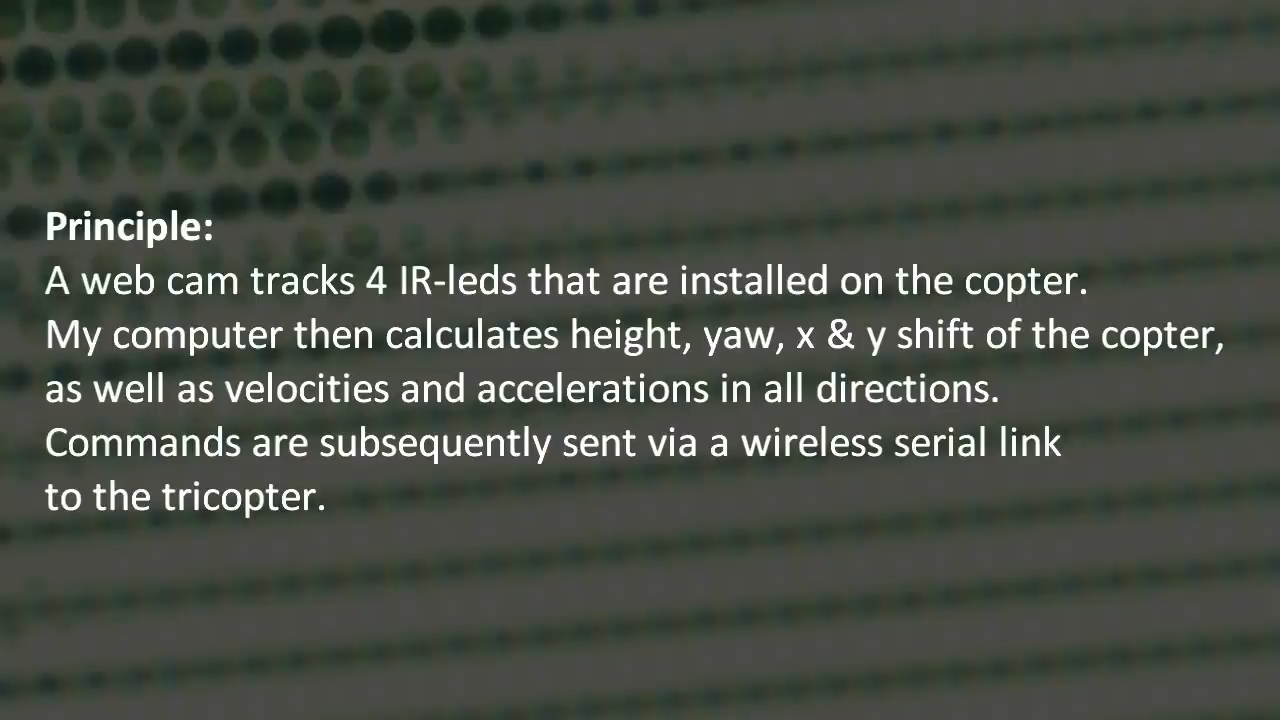 Principle:
A web cam tracks 4 IR-leds that are installed on the copter.
My computer then calculates height, yaw, x & y shift of the copter,
as well as velocities and accelerations in all directions.
Commands are subsequently sent via a wireless serial link
to the tricopter.